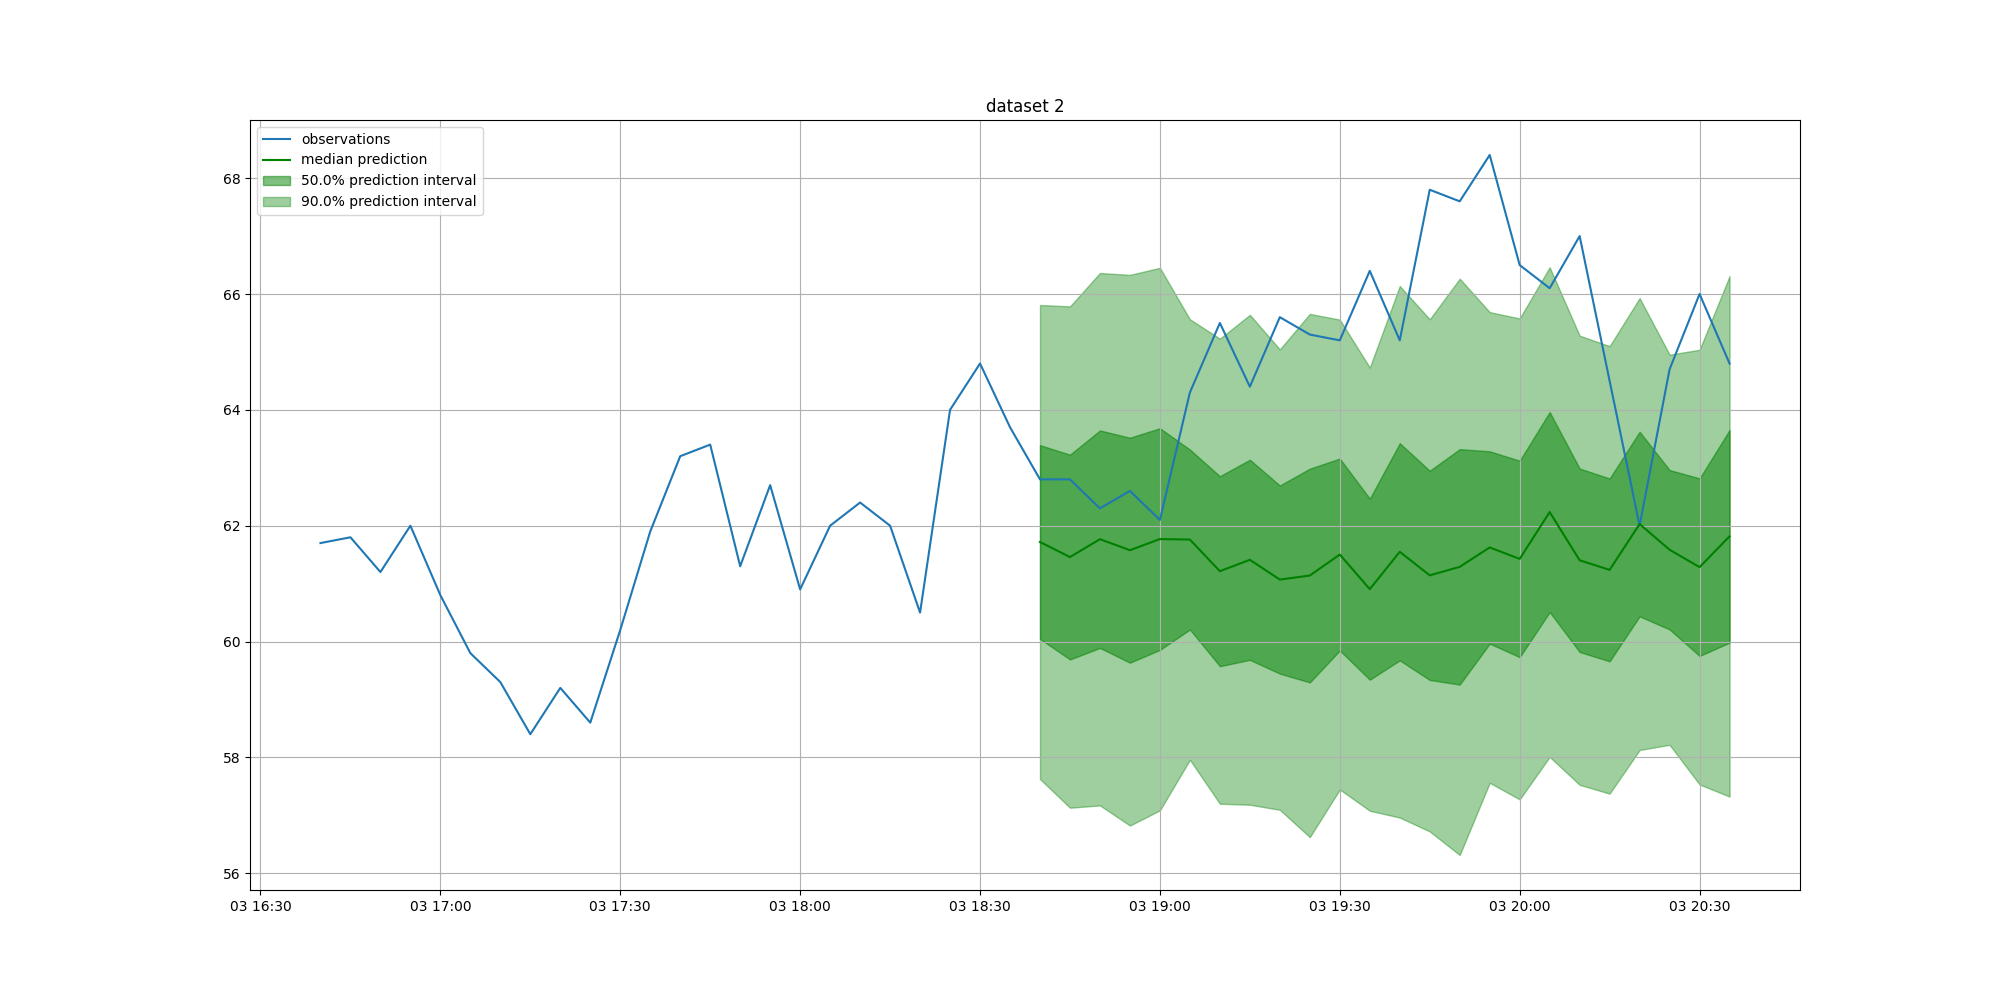 dataset 2
observations
median prediction
50.0% prediction interval
90.0% prediction interval
68
66
64
62
60
58
56
03 16:30 03 17:00 03 17:30 03 18:00 03 18:30 03 19:00 03 19:30 03 20:00 03 20:30